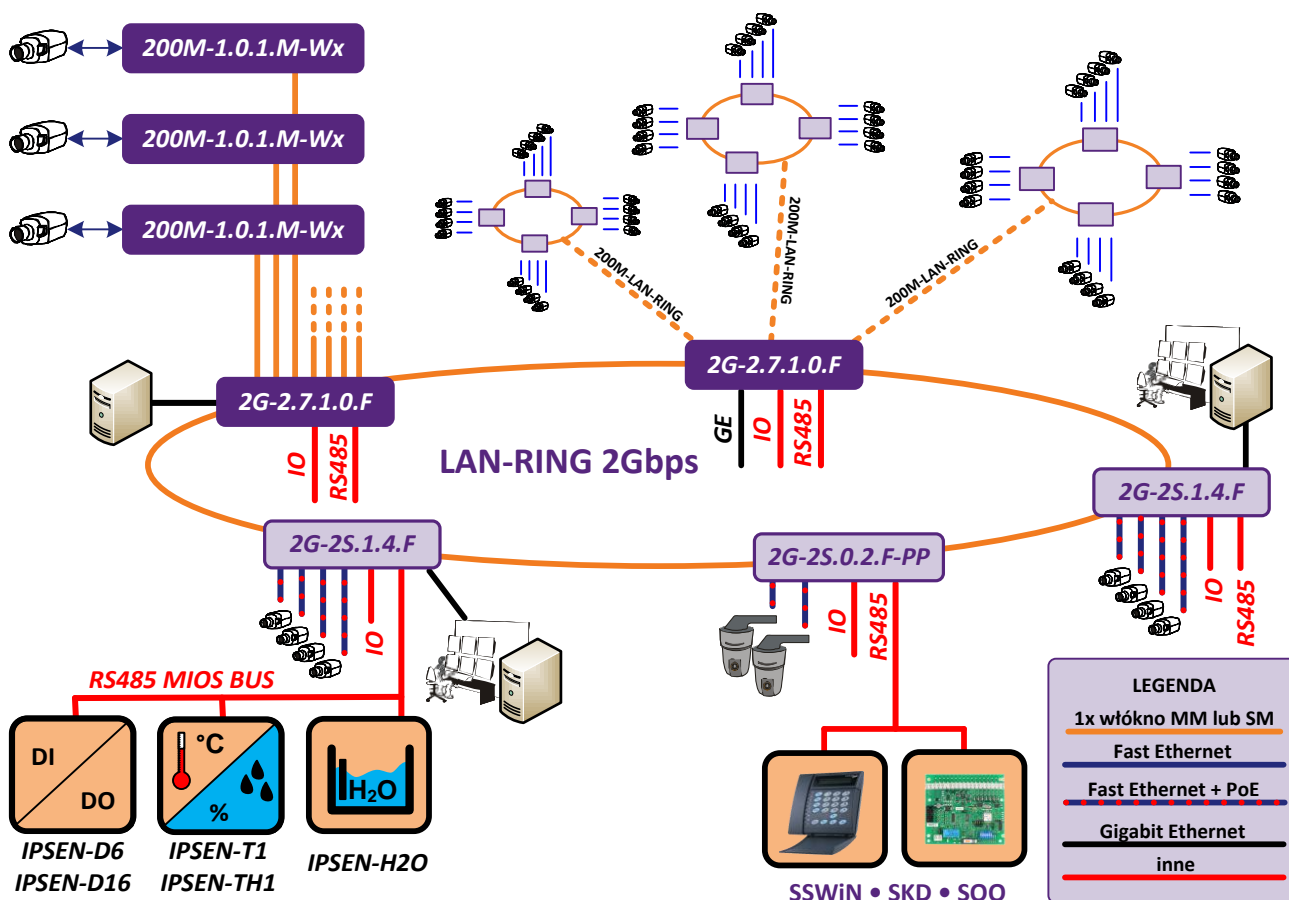 200M-1.0.1.M-Wx
200M-1.0.1.M-Wx
200M-1.0.1.M-Wx
200M-LAN-RING
200M-LAN-RING
200M-LAN-RING
2G-2.7.1.0.F
2G-2.7.1.0.F
IO
RS485
GE
IO
RS485
LAN-RING 2Gbps
2G-2S.1.4.F
2G-2S.1.4.F
2G-2S.0.2.F-PP
IO
IO
RS485
IO
RS485
RS485 MIOS BUS
DI
DO
°C
%
H2O
IPSEN-D6
IPSEN-D16
IPSEN-T1
IPSEN-TH1
IPSEN-H2O
SSWiN • SKD • SOO
LEGENDA
1x włókno MM lub SM
Fast Ethernet
Fast Ethernet + PoE
Gigabit Ethernet
inne